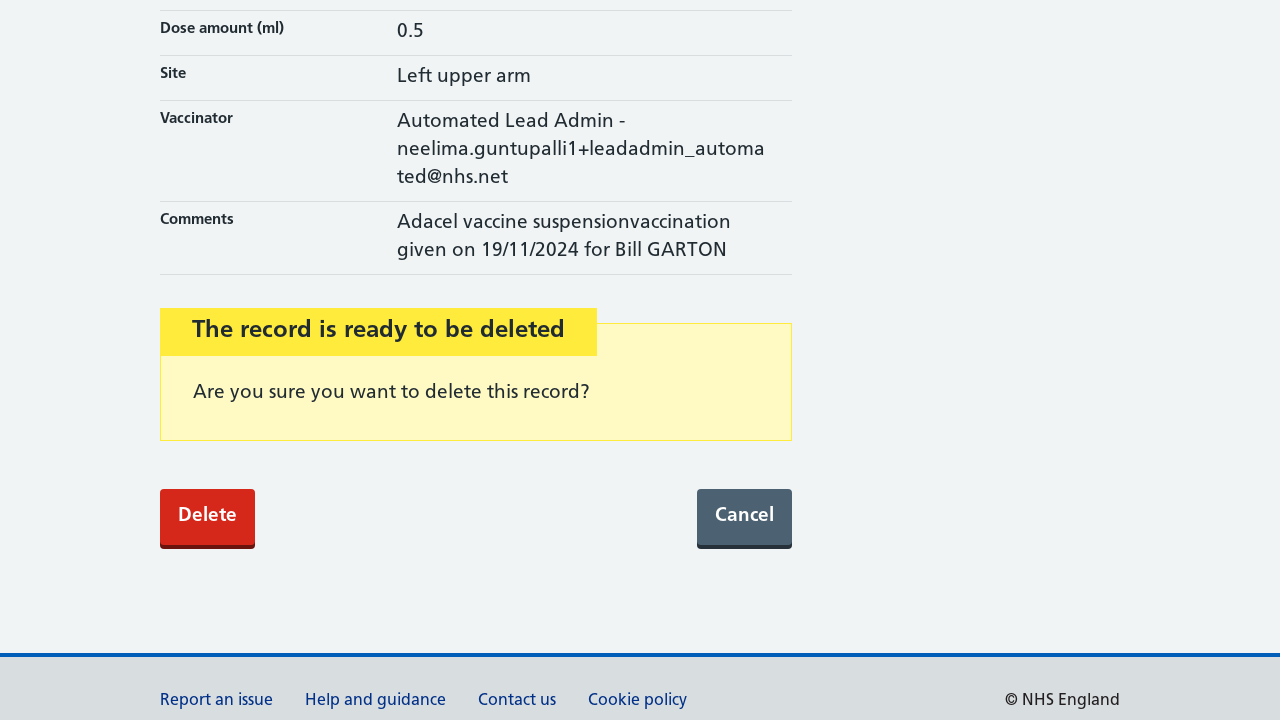 Dose amount (ml)
0.5
Site
Left upper arm
Vaccinator
Automated Lead Admin -
neelima.guntupalli1+leadadmin_automa
ted@nhs.net
Comments
Adacel vaccine suspensionvaccination
given on 19/11/2024 for Bill GARTON
The record is ready to be deleted
Are you sure you want to delete this record?
Delete
Cancel
Report an issue
Help and guidance
Contact us
Cookie policy
© NHS England